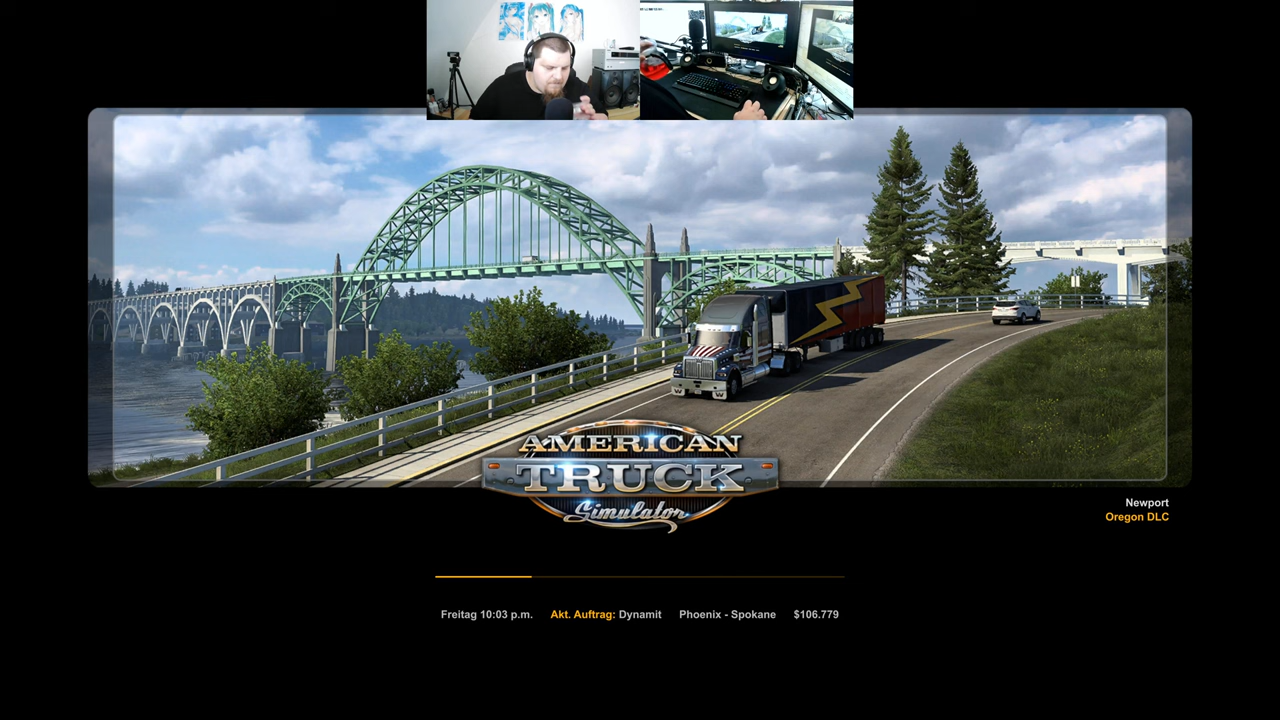 AMERICAN
TRUCK
Simulator
Newport
Oregon DLC
Freitag 10:03 p.m. Akt. Auftrag: Dynamit Phoenix - Spokane $106.779